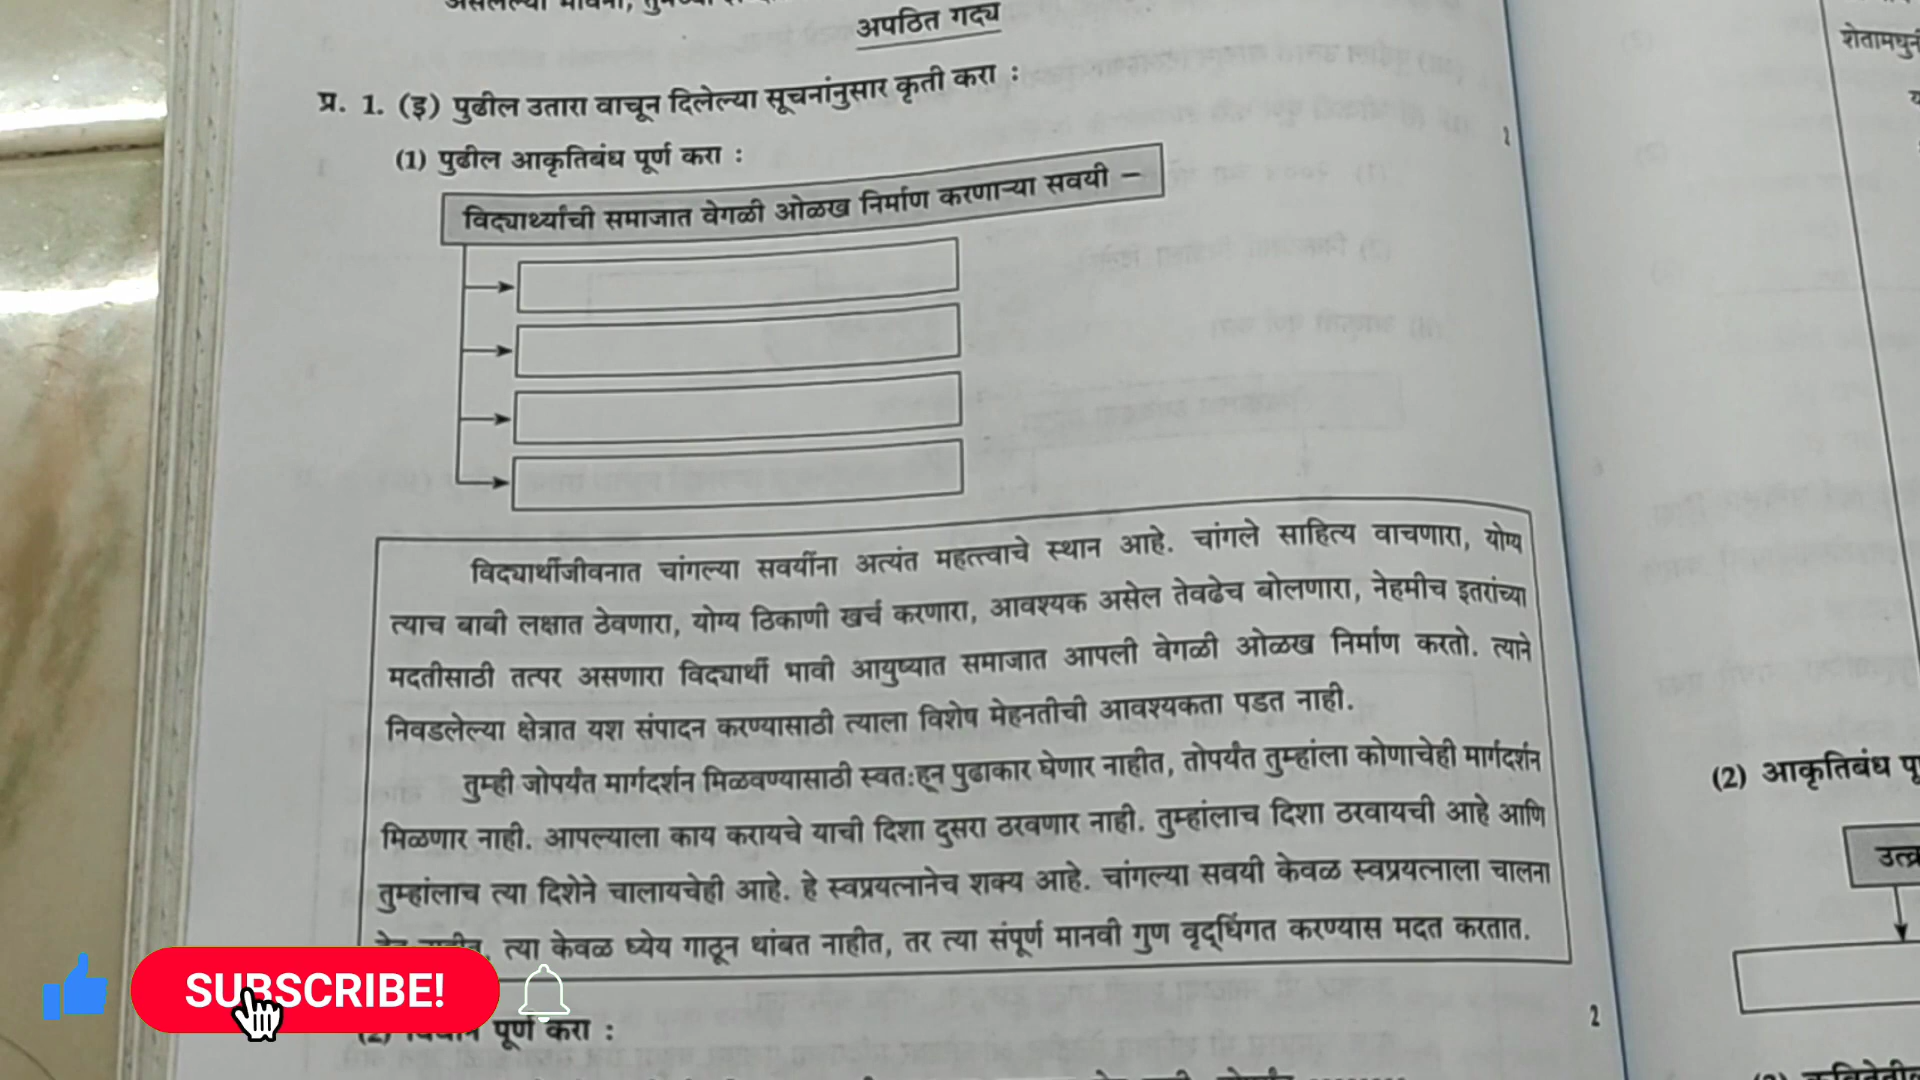 अपठित गद्य
प्र. 1. (इ) पुढील उतारा वाचून दिलेल्या सूचनांनुसार कृती करा :
(1) पुढील आकृतिबंध पूर्ण करा :
2
विद्यार्थ्यांची समाजात वेगळी ओळख निर्माण करणाऱ्या सवयी –
विद्यार्थीजीवनात चांगल्या सवयींना अत्यंत महत्त्वाचे स्थान आहे. चांगले साहित्य वाचणारा, योग्य
त्याच बाबी लक्षात ठेवणारा, योग्य ठिकाणी खर्च करणारा, आवश्यक असेल तेवढेच बोलणारा, नेहमीच इतरांच्या
मदतीसाठी तत्पर असणारा विद्यार्थी भावी आयुष्यात समाजात आपली वेगळी ओळख निर्माण करतो. त्याने
निवडलेल्या क्षेत्रात यश संपादन करण्यासाठी त्याला विशेष मेहनतीची आवश्यकता पडत नाही.
तुम्ही जोपर्यंत मार्गदर्शन मिळवण्यासाठी स्वतःहून पुढाकार घेणार नाहीत, तोपर्यंत तुम्हांला कोणाचेही मार्गदर्शन
मिळणार नाही. आपल्याला काय करायचे याची दिशा दुसरा ठरवणार नाही. तुम्हांलाच दिशा ठरवायची आहे आणि
तुम्हांलाच त्या दिशेने चालायचेही आहे. हे स्वप्रयत्नानेच शक्य आहे. चांगल्या सवयी केवळ स्वप्रयत्नाला चालना
त्या केवळ ध्येय गाठून थांबत नाहीत, तर त्या संपूर्ण मानवी गुण वृद्धिंगत करण्यास मदत करतात.
SUBSCRIBE!
पूर्ण करा :
2
शेतामधुनी
(2) आकृतिबंध